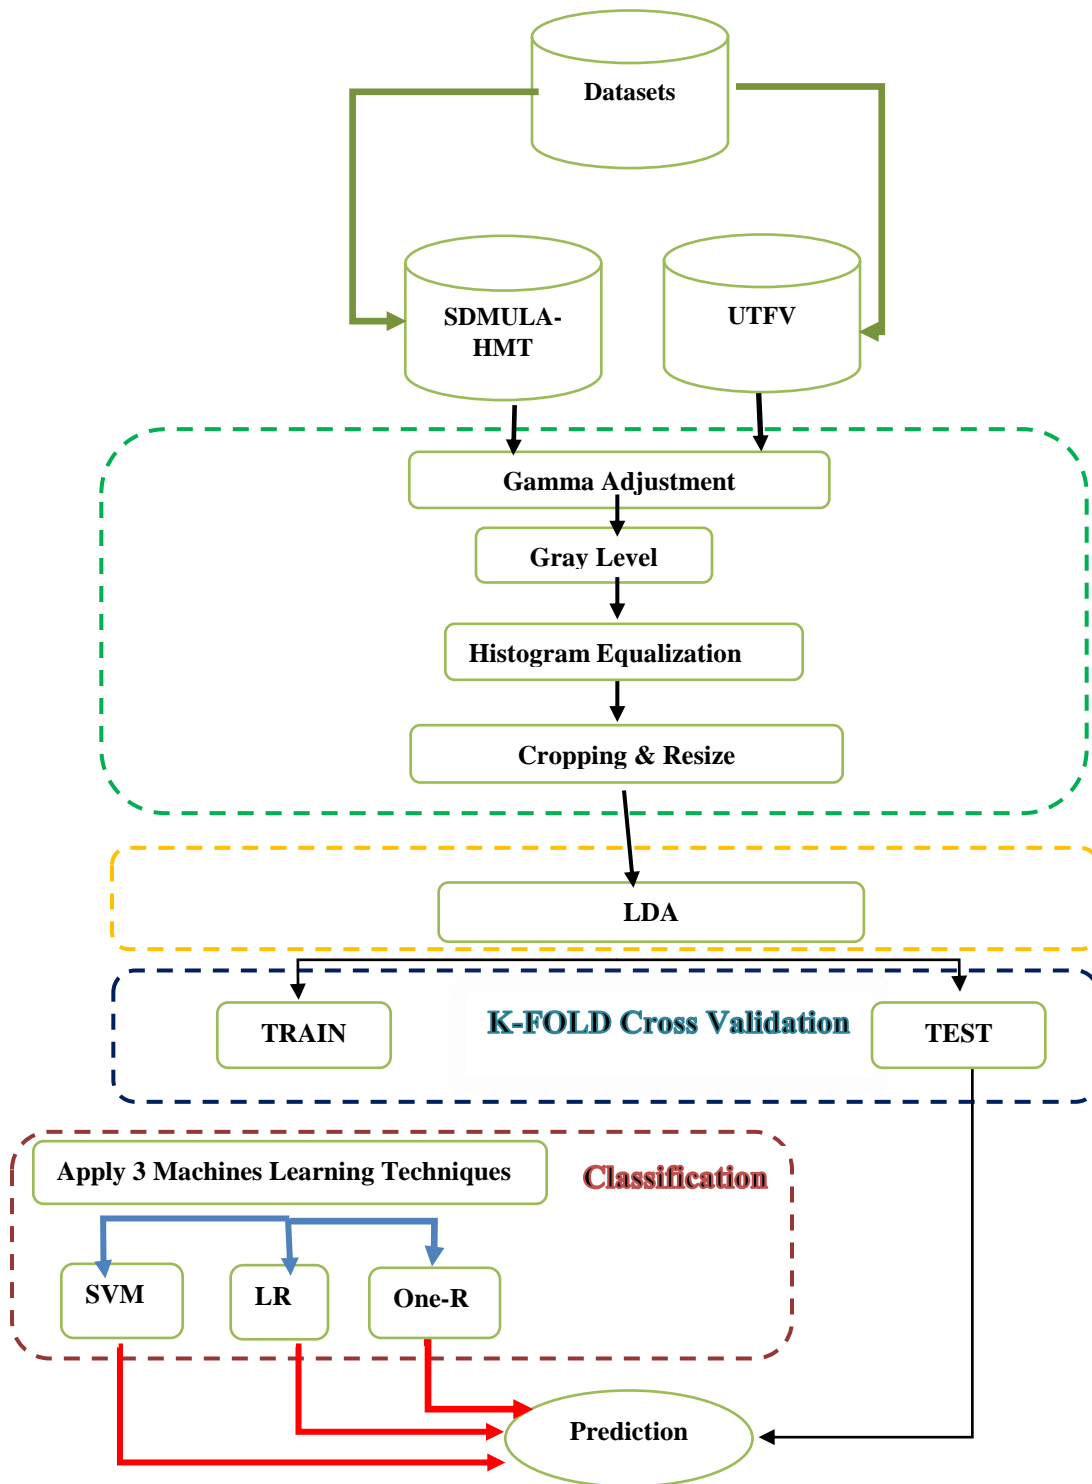 Datasets
SDMULA-
HMT
UTFV
Gamma Adjustment
Gray Level
Histogram Equalization
Cropping & Resize
LDA
TRAIN
K-FOLD Cross Validation
TEST
Apply 3 Machines Learning Techniques
Classification
SVM
LR
One-R
Prediction